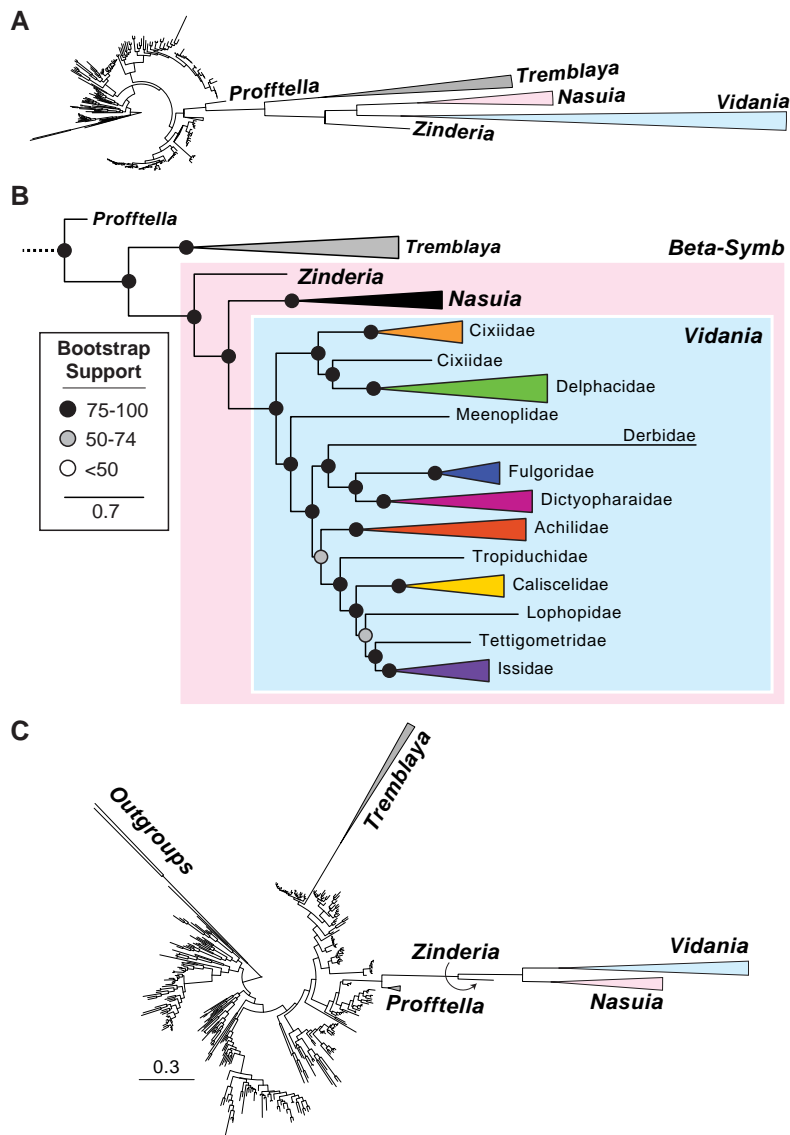 A
Profftella
Tremblaya
Nasuia
Vidania
Zinderia
B
Profftella
Tremblaya
Beta-Symb
Zinderia
Nasuia
Vidania
Cixiidae
Cixiidae
Delphacidae
Meenoplidae
Derbidae
Fulgoridae
Dictyopharaidae
Achilidae
Tropiduchidae
Caliscelidae
Lophopidae
Tettigometridae
Issidae
Bootstrap
Support
75-100
50-74
<50
0.7
C
Outgroups
Tremblaya
Zinderia
Vidania
Profftella
Nasuia
0.3